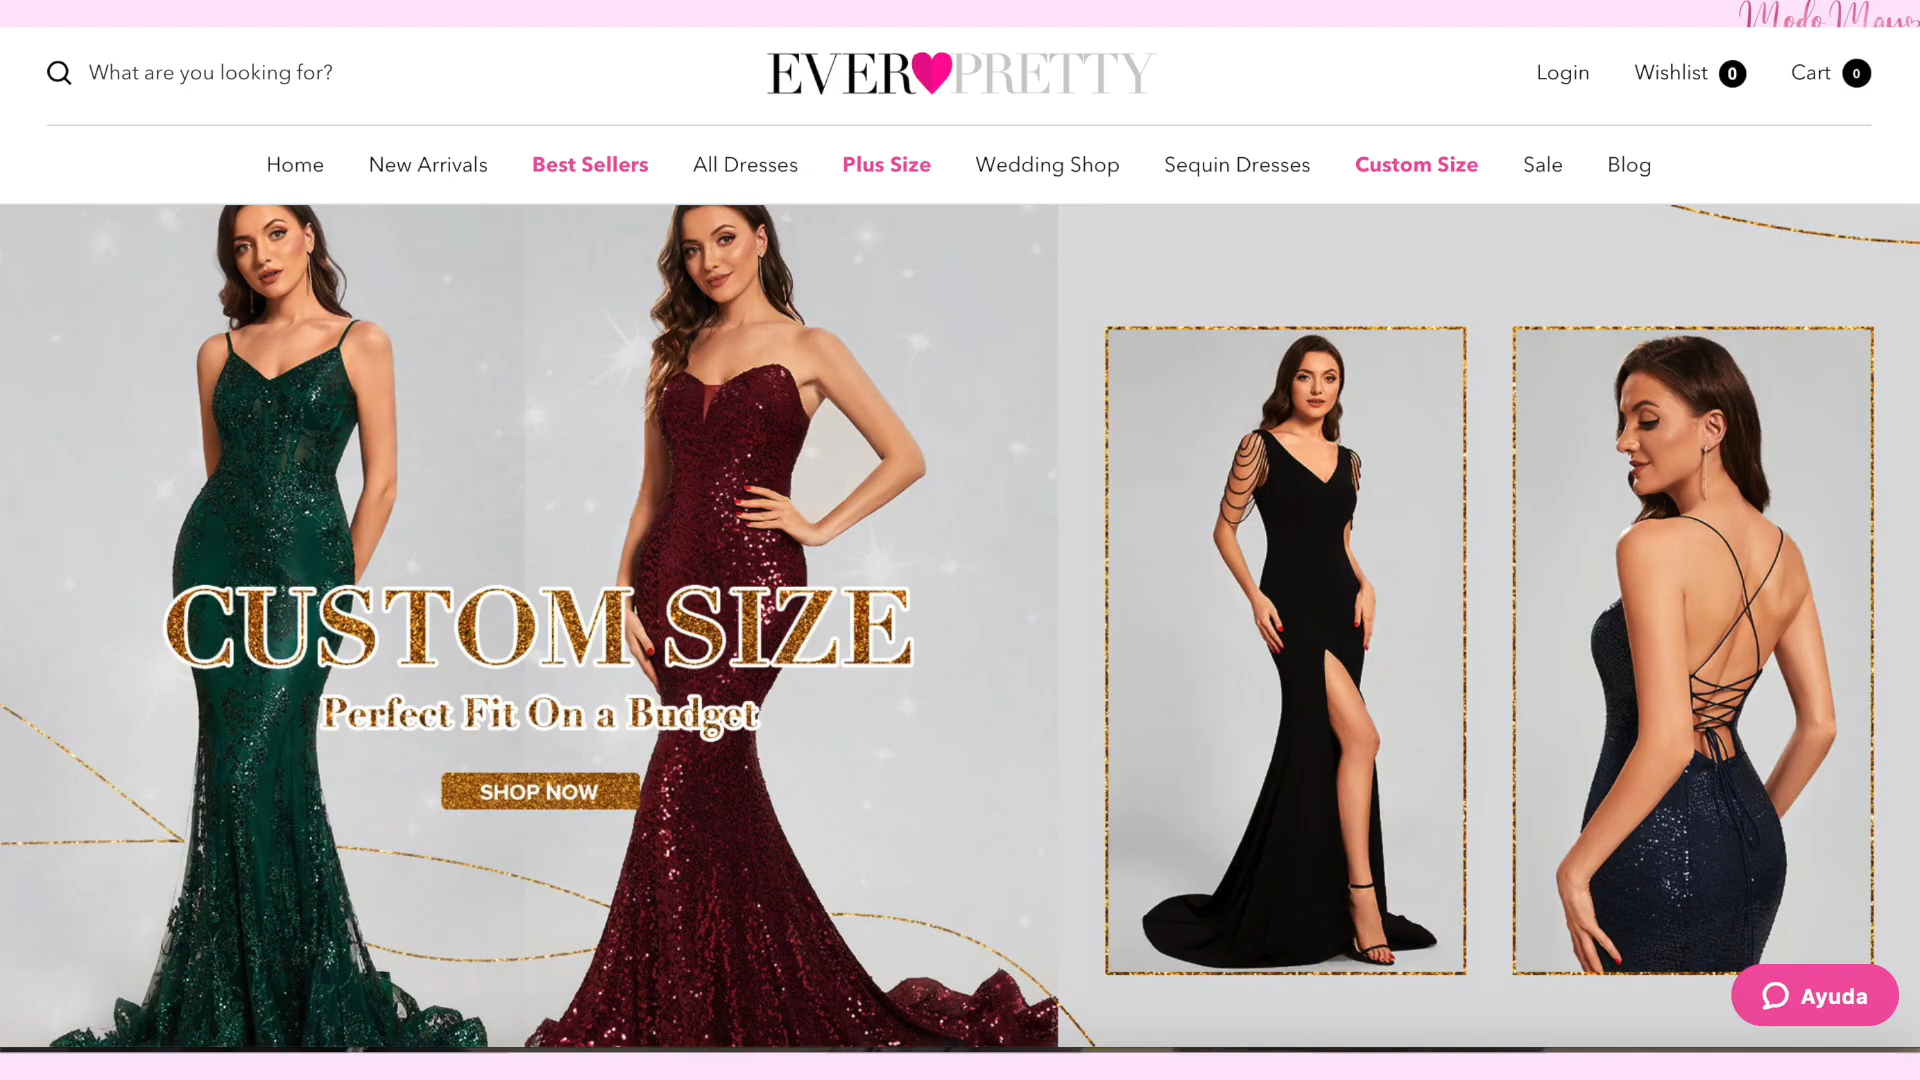 What are you looking for?
EVER PRETTY
Login
Wishlist 0
Cart 0
Home
New Arrivals
Best Sellers
All Dresses
Plus Size
Wedding Shop
Sequin Dresses
Custom Size
Sale
Blog
CUSTOM SIZE
Perfect Fit On a Budget
SHOP NOW
Ayuda